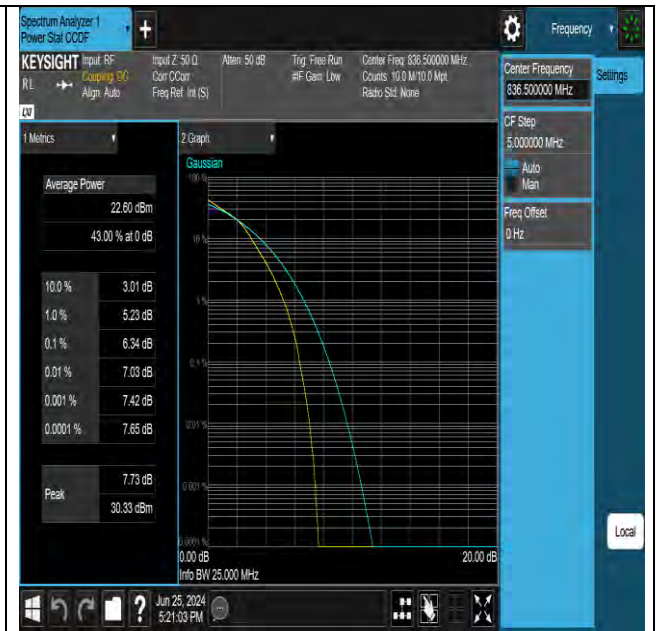 Spectrum Analyzer 1
Power Stat CCDF
Frequency
KEYSIGHT
RL
Input: RF
Coupling: DC
Align: Auto
Input Z: 50 Ω
Corr CCorr
Freq Ref: Int (S)
Atten: 50 dB
Trig: Free Run
#IF Gain: Low
Center Freq: 836.500000 MHz
Counts: 10.0 M/10.0 Mpt
Radio Std: None
Center Frequency
836.500000 MHz
Settings
CF Step
5.000000 MHz
Auto
Man
Freq Offset
0 Hz
1 Metrics
Average Power
22.60 dBm
43.00 % at 0 dB
10.0 % 3.01 dB
1.0 % 5.23 dB
0.1 % 6.34 dB
0.01 % 7.03 dB
0.001 % 7.42 dB
0.0001 % 7.65 dB
Peak
7.73 dB
30.33 dBm
2 Graph
Gaussian
100 %
10 %
1 %
0.1 %
0.01 %
0.001 %
0.0001 %
0.00 dB 20.00 dB
Info BW 25.000 MHz
Local
?
Jun 25, 2024
5:21:03 PM